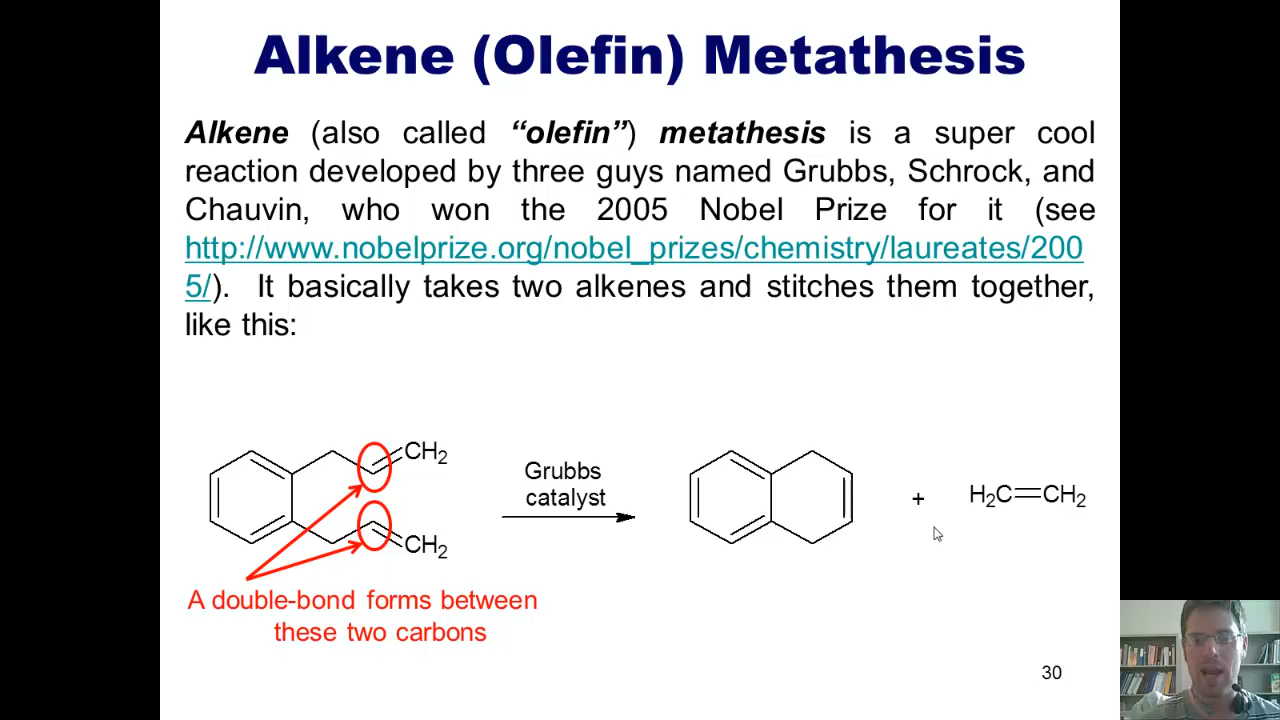 Alkene (Olefin) Metathesis
Alkene (also called “olefin”) metathesis is a super cool
reaction developed by three guys named Grubbs, Schrock, and
Chauvin, who won the 2005 Nobel Prize for it (see
http://www.nobelprize.org/nobel_prizes/chemistry/laureates/200
5/). It basically takes two alkenes and stitches them together,
like this:
CH2
Grubbs
catalyst
+
H2C=CH2
CH2
A double-bond forms between
these two carbons
30